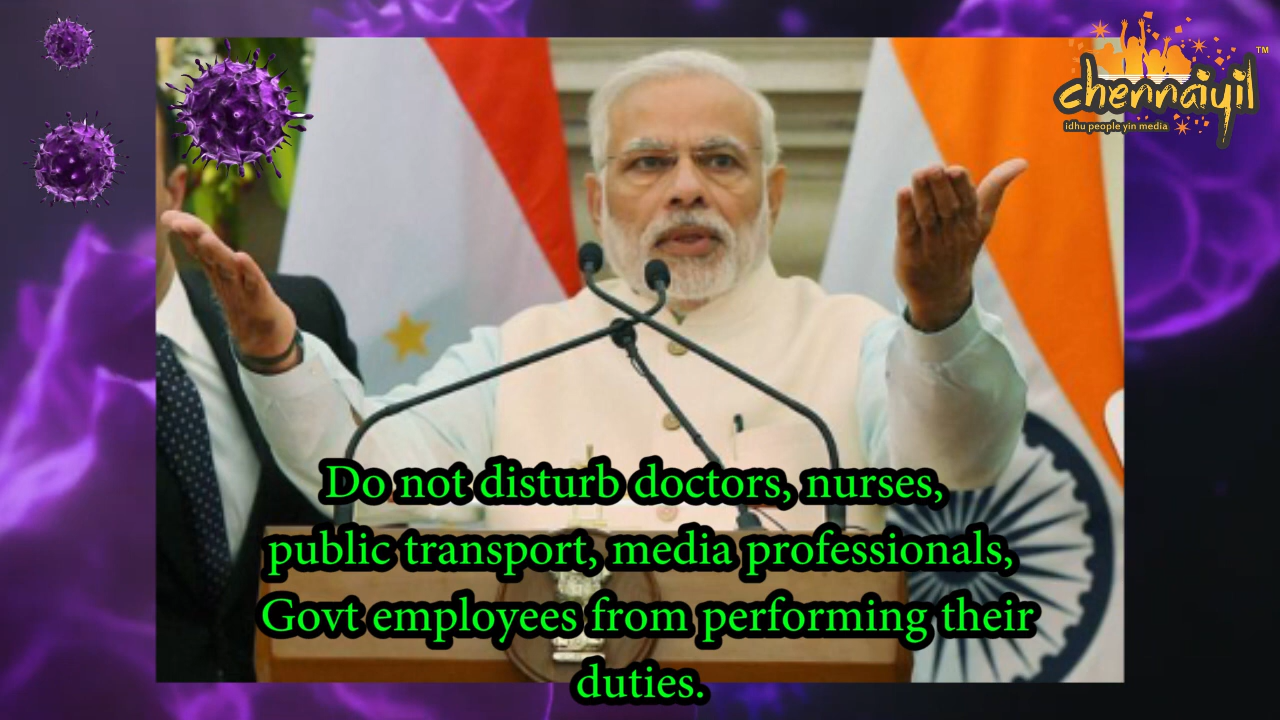 chennaiyil
TM
idhu people yin media
Do not disturb doctors, nurses,
public transport, media professionals,
Govt employees from performing their
duties.